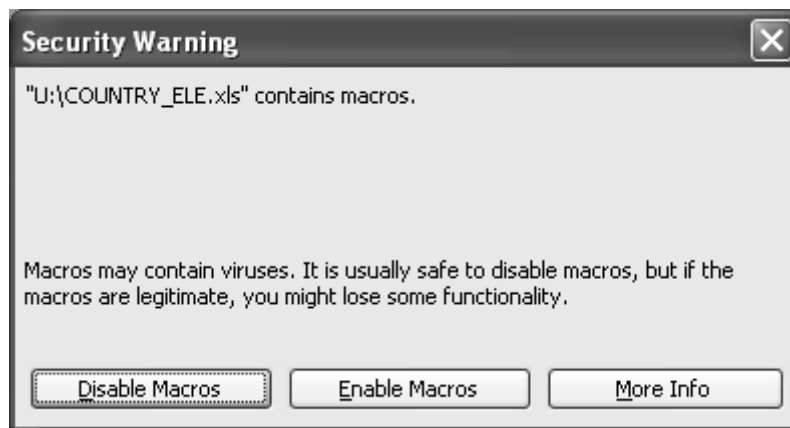 Security Warning
"U:\COUNTRY_ELE.xls" contains macros.
Macros may contain viruses. It is usually safe to disable macros, but if the
macros are legitimate, you might lose some functionality.
Disable Macros
Enable Macros
More Info